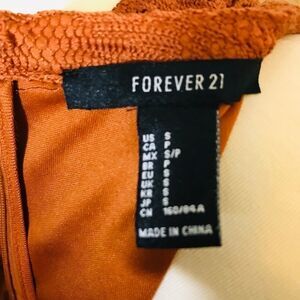 FOREVER 21
US S
CA P
MX S/P
BR P
EU S
UK S
KR S
JP S
CN 160/84A
MADE IN CHINA